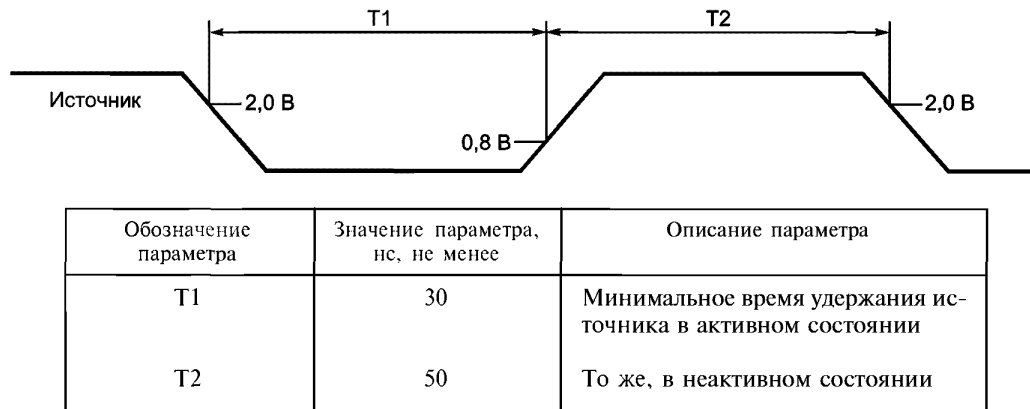 T1
T2
Источник
2,0 В
0,8 В
2,0 В
Обозначение параметра
Значение параметра, нс, не менее
Описание параметра
T1
30
Минимальное время удержания ис-
точника в активном состоянии
T2
50
То же, в неактивном состоянии